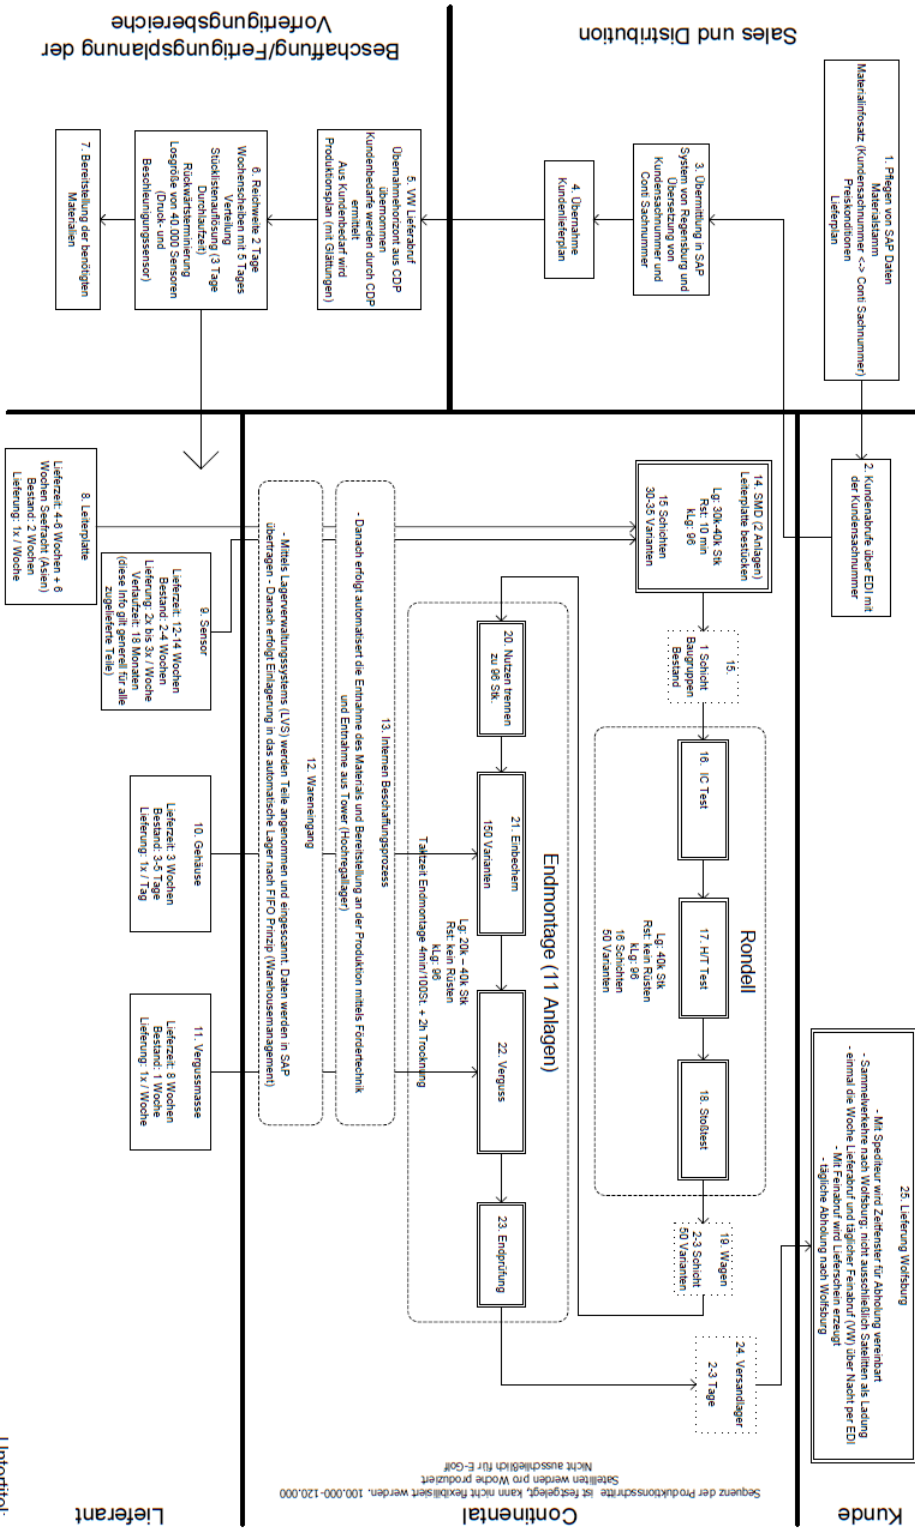 Sales und Distribution
Beschaffung/Fertigungsplanung der
Vorfertigungsbereiche
Kunde
Continental
Lieferant
1. Pflegen von SAP Daten
Materialstamm
Materialinfosatz (Kundensachnummer <-> Conti Sachnummer)
Preiskonditionen
Lieferplan
2. Kundenabrufe über EDI mit
der Kundensachnummer
3. Übermittlung in SAP
System von Regensburg und
Übersetzung von
Kundensachnummer und
Conti Sachnummer
4. Übernahme
Kundenlieferplan
5. VW Lieferabruf
Übernahmehorizont aus CDP
übernommen
Kundenbedarfe werden durch CDP
ermittelt
Aus Kundenbedarf wird
Produktionsplan (mit Glättungen)
6. Reichweite 2 Tage
Wochenscheiben mit 5 Tages
Verteilung
Stücklistenauflösung (3 Tage
Durchlaufzeit)
Rückwärtsterminierung
Losgröße von 40.000 Sensoren
(Druck- und
Beschleunigungssensor)
7. Bereitstellung der benötigten
Materialien
8. Leiterplatte
Lieferzeit: 4-6 Wochen + 6
Wochen Seefracht (Asien)
Bestand: 2 Wochen
Lieferung: 1x / Woche
9. Sensor
Lieferzeit: 12-14 Wochen
Bestand: 2-4 Wochen
Lieferung: 2x bis 3x / Woche
Verlaufzeit: 18 Monaten
(diese Info gilt generell für alle
zugelieferte Teile)
10. Gehäuse
Lieferzeit: 3 Wochen
Bestand: 3-5 Tage
Lieferung: 1x / Tag
11. Vergussmasse
Lieferzeit: 8 Wochen
Bestand: 1 Woche
Lieferung: 1x / Woche
12. Wareneingang
- Mittels Lagerverwaltungssystems (LVS) werden Teile angenommen und eingescannt. Daten werden in SAP
übertragen - Danach erfolgt Einlagerung in das automatische Lager nach FIFO Prinzip (Warehousemanagement)
13. Internen Beschaffungsprozess
- Danach erfolgt automatisert die Entnahme des Materials und Bereitstellung an der Produktion mittels Fördertechnik
und Entnahme aus Tower (Hochregallager)
14. SMD (2 Anlagen)
Leiterplatte bestücken
Lg: 30k-40k Stk
Rst: 10 min
kLg: 96
15 Schichten
30-35 Varianten
15.
1 Schicht
Baugruppen
Bestand
Rondell
16. IC Test
17. H/T Test
18. Stoßtest
Lg: 40k Stk
Rst: kein Rüsten
kLg: 96
16 Schichten
50 Varianten
19. Wagen
2-3 Schicht
50 Varianten
Endmontage (11 Anlagen)
20. Nutzen trennen
zu 96 Stk.
21. Einbechern
150 Varianten
22. Verguss
23. Endprüfung
Lg: 20k – 40k Stk
Rst: kein Rüsten
kLg: 96
Taktzeit Endmontage 4min/100St. + 2h Trocknung
24. Versandlager
2-3 Tage
25. Lieferung Wolfsburg
- Mit Spediteur wird Zeitfenster für Abholung vereinbart
- Sammelverkehre nach Wolfsburg; nicht ausschließlich Satelitten als Ladung
- einmal die Woche Lieferabruf und täglicher Feinabruf (VW) über Nacht per EDI
- Mit Feinabruf wird Lieferschein erzeugt
- tägliche Abholung nach Wolfsburg
Sequenz der Produktionsschritte ist festgelegt, kann nicht flexibilisiert werden. 100.000-120.000
Satelliten werden pro Woche produziert
Nicht ausschließlich für E-Golf
Untertitel: